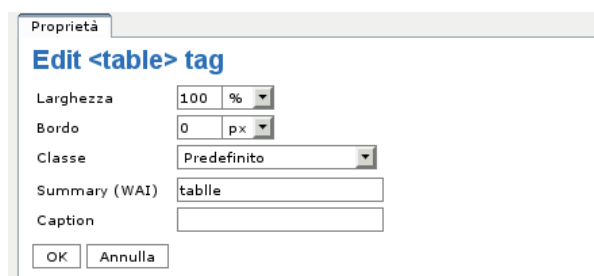 Proprietà
Edit <table> tag
Larghezza 100 %
Bordo 0 px
Classe Predefinito
Summary (WAI) tablle
Caption
OK Annulla